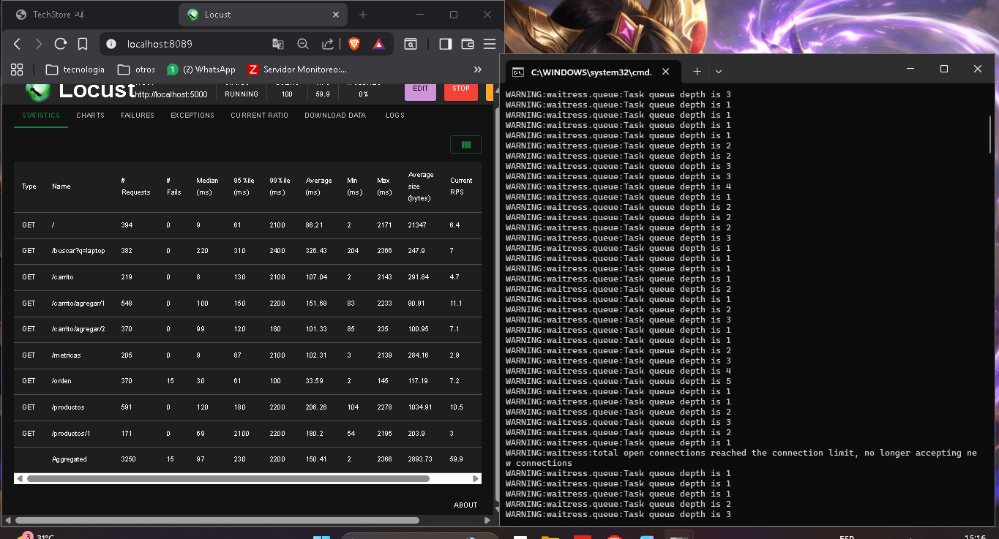 TechStore
Locust
localhost:8089
tecnologia
otros
(2) WhatsApp
Servidor Monitoreo:...
Locust
http://localhost:5000
RUNNING
100
59.9
0%
EDIT
STOP
STATISTICS CHARTS FAILURES EXCEPTIONS CURRENT RATIO DOWNLOAD DATA LOGS
Type Name # Requests # Fails Median (ms) 95%ile (ms) 99%ile (ms) Average (ms) Min (ms) Max (ms) Average size (bytes) Current RPS
GET / 394 0 9 61 2100 86.21 2 2171 21347 6.4
GET /buscar?q=laptop 382 0 220 310 2400 326.43 204 2366 247.9 7
GET /carrito 219 0 8 130 2100 107.04 2 2143 291.84 4.7
GET /carrito/agregar/1 548 0 100 150 2200 151.69 83 2233 90.91 11.1
GET /carrito/agregar/2 370 0 99 120 180 101.33 85 235 100.95 7.1
GET /metricas 205 0 9 87 2100 102.31 3 2139 284.16 2.9
GET /orden 370 15 30 61 100 33.59 2 145 117.19 7.2
GET /productos 591 0 120 180 2200 206.26 104 2278 1034.91 10.5
GET /productos/1 171 0 69 2100 2200 180.2 54 2195 203.9 3
Aggregated 3250 15 97 230 2200 150.41 2 2366 2893.73 59.9
ABOUT
C:\WINDOWS\system32\cmd.
WARNING:waitress.queue:Task queue depth is 3
WARNING:waitress.queue:Task queue depth is 1
WARNING:waitress.queue:Task queue depth is 1
WARNING:waitress.queue:Task queue depth is 1
WARNING:waitress.queue:Task queue depth is 1
WARNING:waitress.queue:Task queue depth is 2
WARNING:waitress.queue:Task queue depth is 2
WARNING:waitress.queue:Task queue depth is 3
WARNING:waitress.queue:Task queue depth is 3
WARNING:waitress.queue:Task queue depth is 4
WARNING:waitress.queue:Task queue depth is 1
WARNING:waitress.queue:Task queue depth is 2
WARNING:waitress.queue:Task queue depth is 2
WARNING:waitress.queue:Task queue depth is 2
WARNING:waitress.queue:Task queue depth is 3
WARNING:waitress.queue:Task queue depth is 1
WARNING:waitress.queue:Task queue depth is 1
WARNING:waitress.queue:Task queue depth is 1
WARNING:waitress.queue:Task queue depth is 1
WARNING:waitress.queue:Task queue depth is 2
WARNING:waitress.queue:Task queue depth is 1
WARNING:waitress.queue:Task queue depth is 2
WARNING:waitress.queue:Task queue depth is 3
WARNING:waitress.queue:Task queue depth is 1
WARNING:waitress.queue:Task queue depth is 1
WARNING:waitress.queue:Task queue depth is 2
WARNING:waitress.queue:Task queue depth is 3
WARNING:waitress.queue:Task queue depth is 4
WARNING:waitress.queue:Task queue depth is 5
WARNING:waitress.queue:Task queue depth is 1
WARNING:waitress.queue:Task queue depth is 1
WARNING:waitress.queue:Task queue depth is 2
WARNING:waitress.queue:Task queue depth is 3
WARNING:waitress.queue:Task queue depth is 2
WARNING:waitress.queue:Task queue depth is 1
WARNING:waitress:total open connections reached the connection limit, no longer accepting ne
w connections
WARNING:waitress.queue:Task queue depth is 1
WARNING:waitress.queue:Task queue depth is 1
WARNING:waitress.queue:Task queue depth is 1
WARNING:waitress.queue:Task queue depth is 2
WARNING:waitress.queue:Task queue depth is 3
3
31°C
ESP
15:16